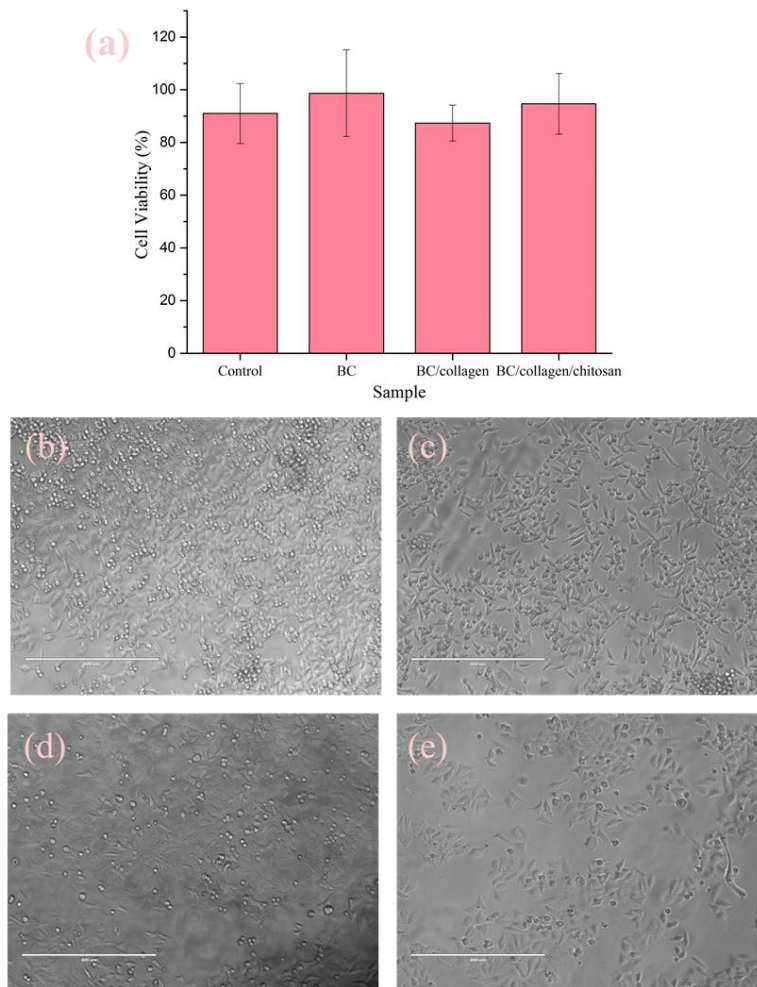 (a)
Cell Viability (%)
120
100
80
60
40
20
0
Control BC BC/collagen BC/collagen/chitosan
Sample
(b)
(c)
(d)
(e)